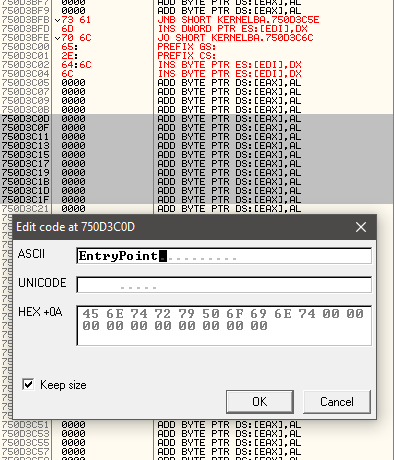 750D3BF7 0000 ADD BYTE PTR DS:[EAX],AL
750D3BF9 0000 ADD BYTE PTR DS:[EAX],AL
750D3BFB 73 61 JNB SHORT KERNELBA.750D3C5E
750D3BFD 6D INS DWORD PTR ES:[EDI],DX
750D3BFE 70 6C JO SHORT KERNELBA.750D3C6C
750D3C00 65: PREFIX GS:
750D3C01 2E: PREFIX CS:
750D3C02 64:6C INS BYTE PTR ES:[EDI],DX
750D3C04 6C INS BYTE PTR ES:[EDI],DX
750D3C05 0000 ADD BYTE PTR DS:[EAX],AL
750D3C07 0000 ADD BYTE PTR DS:[EAX],AL
750D3C09 0000 ADD BYTE PTR DS:[EAX],AL
750D3C0B 0000 ADD BYTE PTR DS:[EAX],AL
750D3C0D 0000 ADD BYTE PTR DS:[EAX],AL
750D3C0F 0000 ADD BYTE PTR DS:[EAX],AL
750D3C11 0000 ADD BYTE PTR DS:[EAX],AL
750D3C13 0000 ADD BYTE PTR DS:[EAX],AL
750D3C15 0000 ADD BYTE PTR DS:[EAX],AL
750D3C17 0000 ADD BYTE PTR DS:[EAX],AL
750D3C19 0000 ADD BYTE PTR DS:[EAX],AL
750D3C1B 0000 ADD BYTE PTR DS:[EAX],AL
750D3C1D 0000 ADD BYTE PTR DS:[EAX],AL
750D3C1F 0000 ADD BYTE PTR DS:[EAX],AL
750D3C21 0000 ADD BYTE PTR DS:[EAX],AL
Edit code at 750D3C0D
ASCII EntryPoint..........
UNICODE .....
HEX +0A 45 6E 74 72 79 50 6F 69 6E 74 00 00
00 00 00 00 00 00 00 00
Keep size
OK Cancel
750D3C51 0000 ADD BYTE PTR DS:[EAX],AL
750D3C53 0000 ADD BYTE PTR DS:[EAX],AL
750D3C55 0000 ADD BYTE PTR DS:[EAX],AL
750D3C57 0000 ADD BYTE PTR DS:[EAX],AL